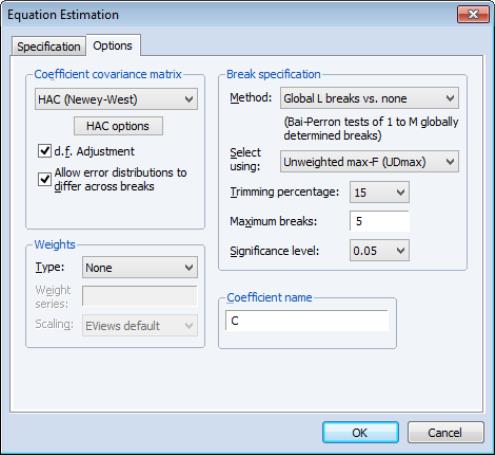 Equation Estimation
Specification
Options
Coefficient covariance matrix
HAC (Newey-West)
HAC options
d.f. Adjustment
Allow error distributions to
differ across breaks
Weights
Type: None
Weight
series:
Scaling: EViews default
Break specification
Method: Global L breaks vs. none
(Bai-Perron tests of 1 to M globally
determined breaks)
Select
using: Unweighted max-F (UDmax)
Trimming percentage: 15
Maximum breaks: 5
Significance level: 0.05
Coefficient name
C
OK
Cancel